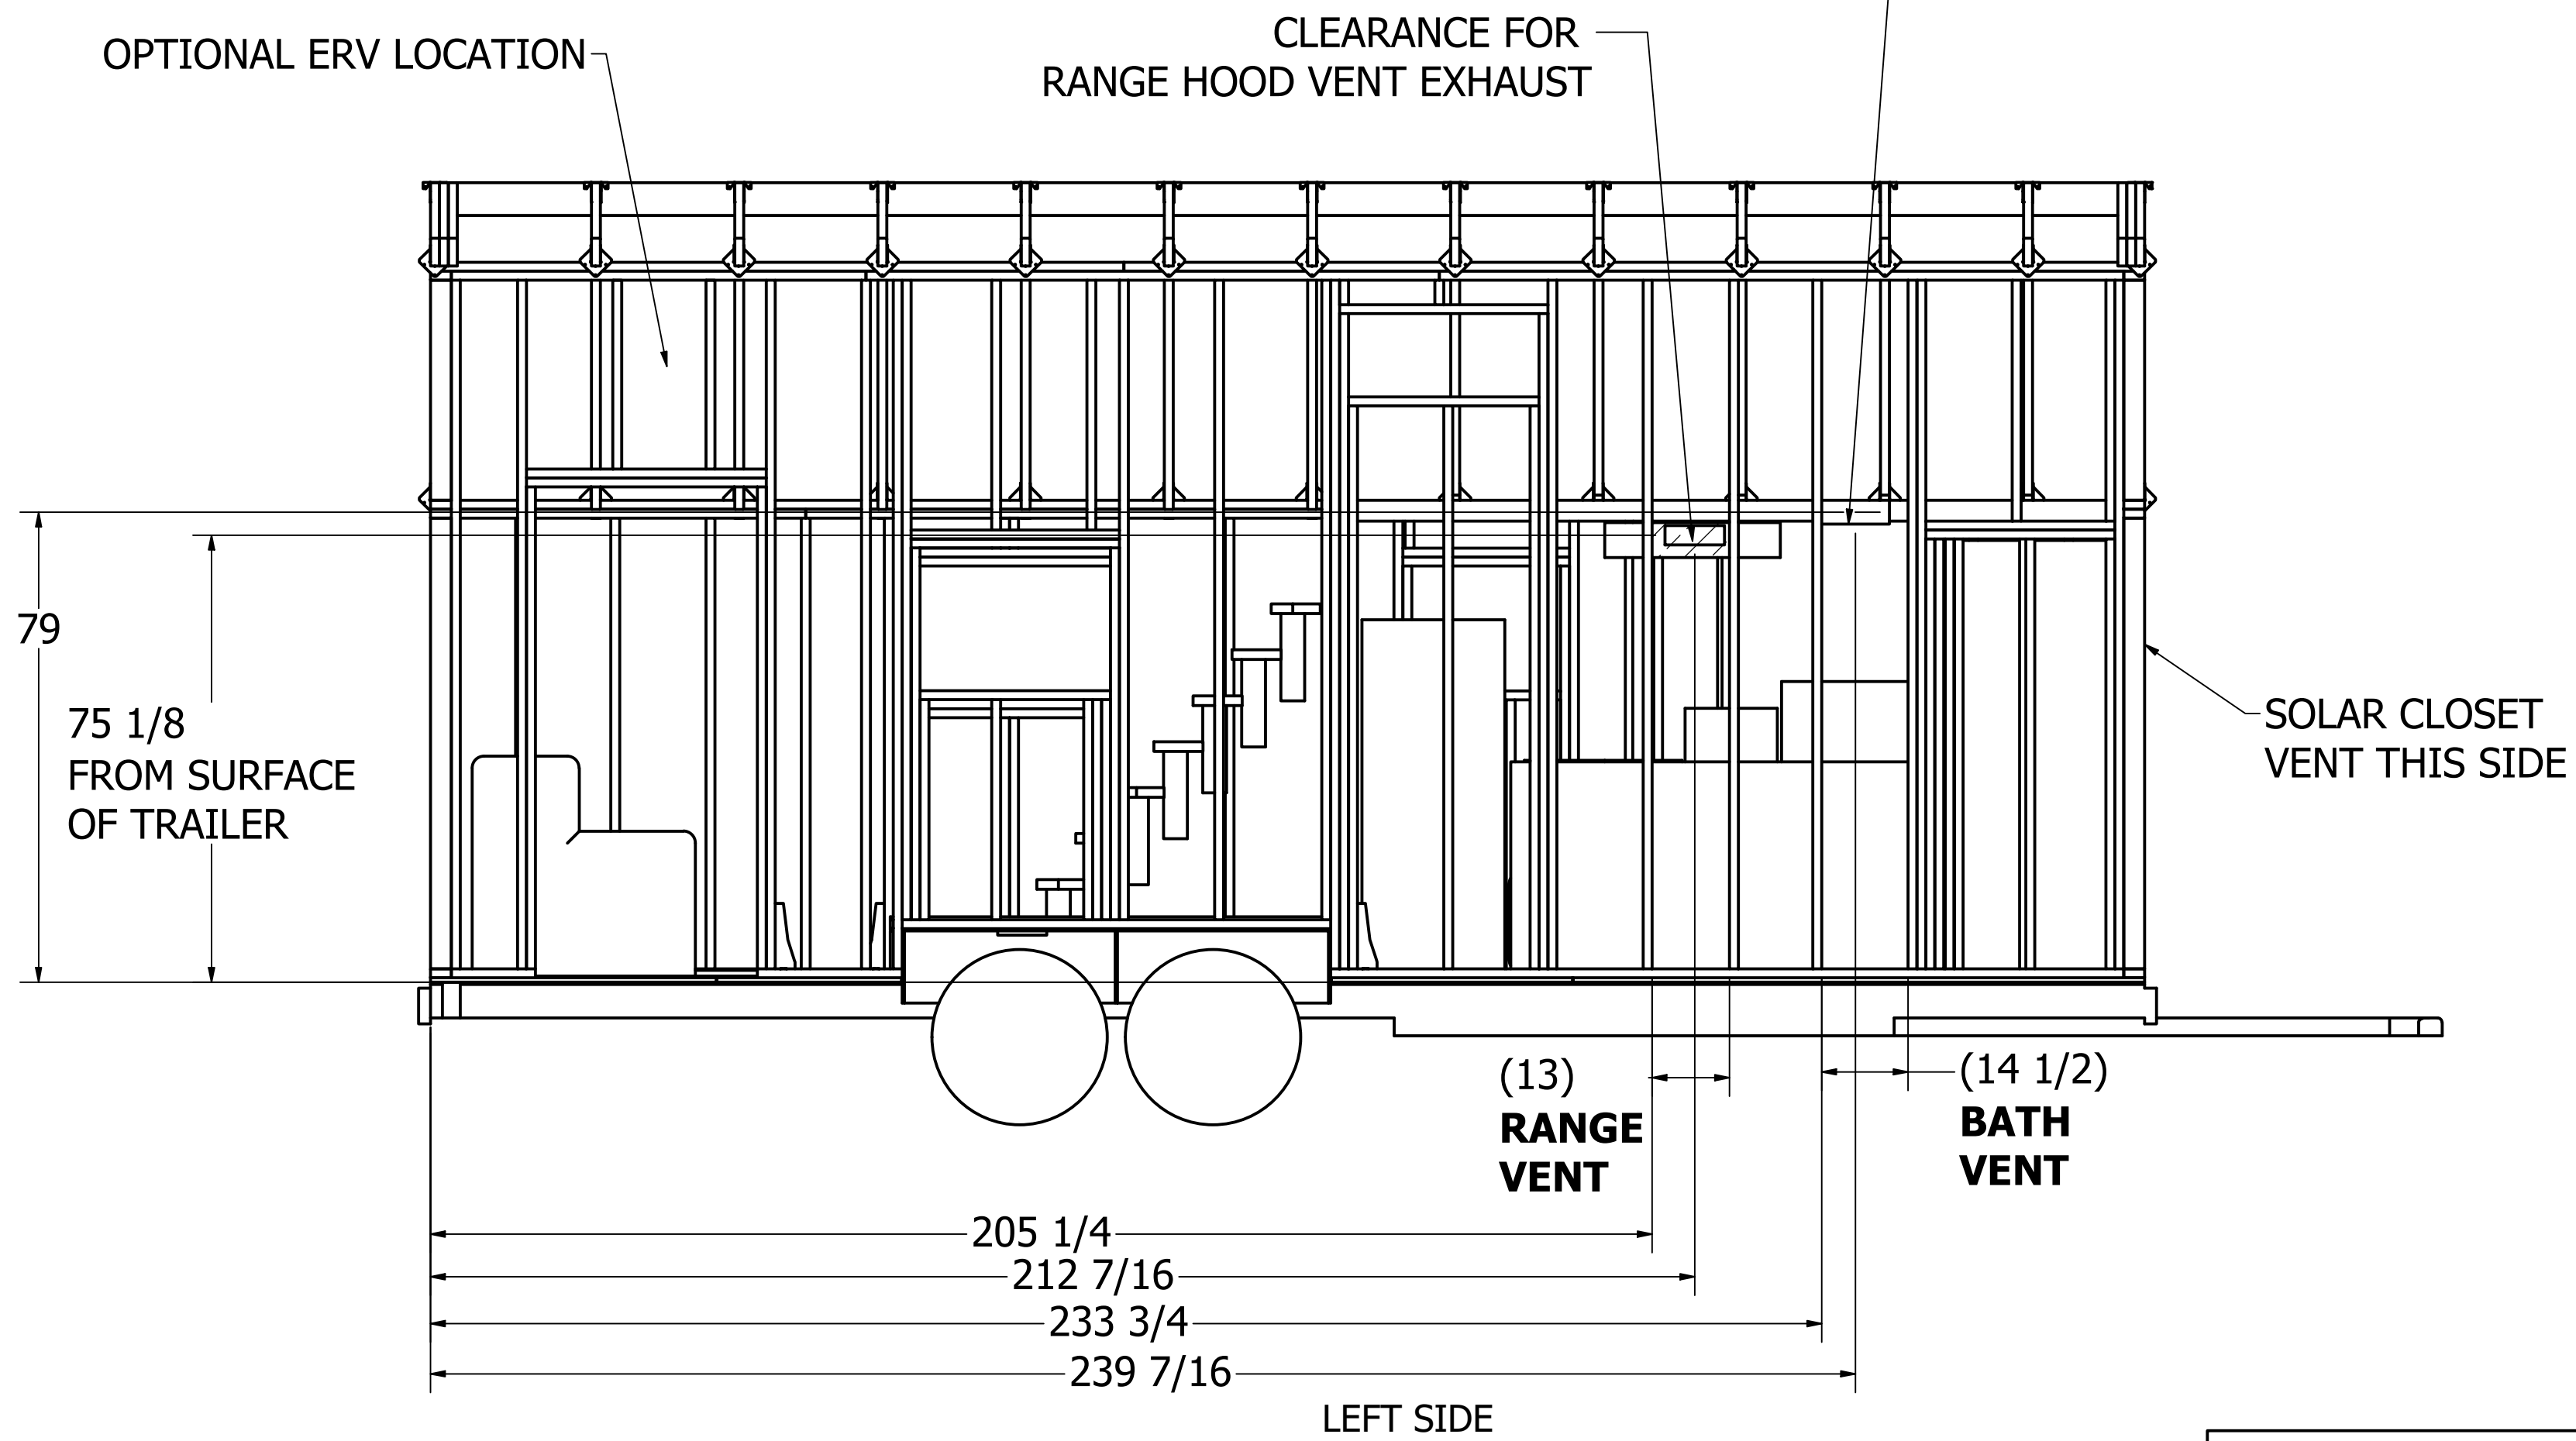 OPTIONAL ERV LOCATION
CLEARANCE FOR
RANGE HOOD VENT EXHAUST
79
75 1/8
FROM SURFACE
OF TRAILER
SOLAR CLOSET
VENT THIS SIDE
(13)
RANGE
VENT
(14 1/2)
BATH
VENT
205 1/4
212 7/16
233 3/4
239 7/16
LEFT SIDE